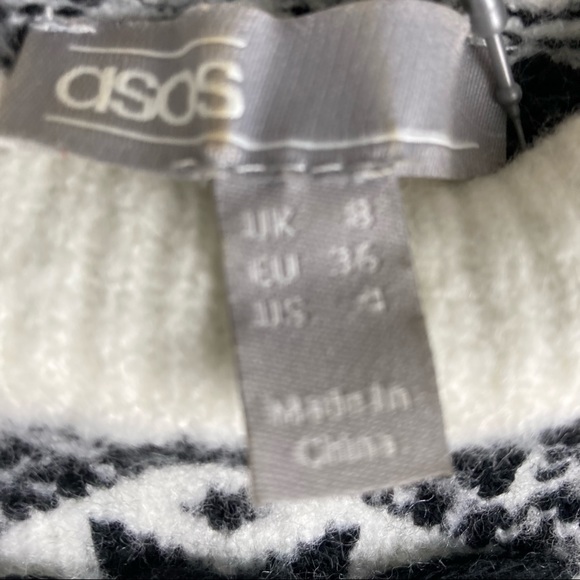 asos
UK 8
EU 36
US 4
Made In
China